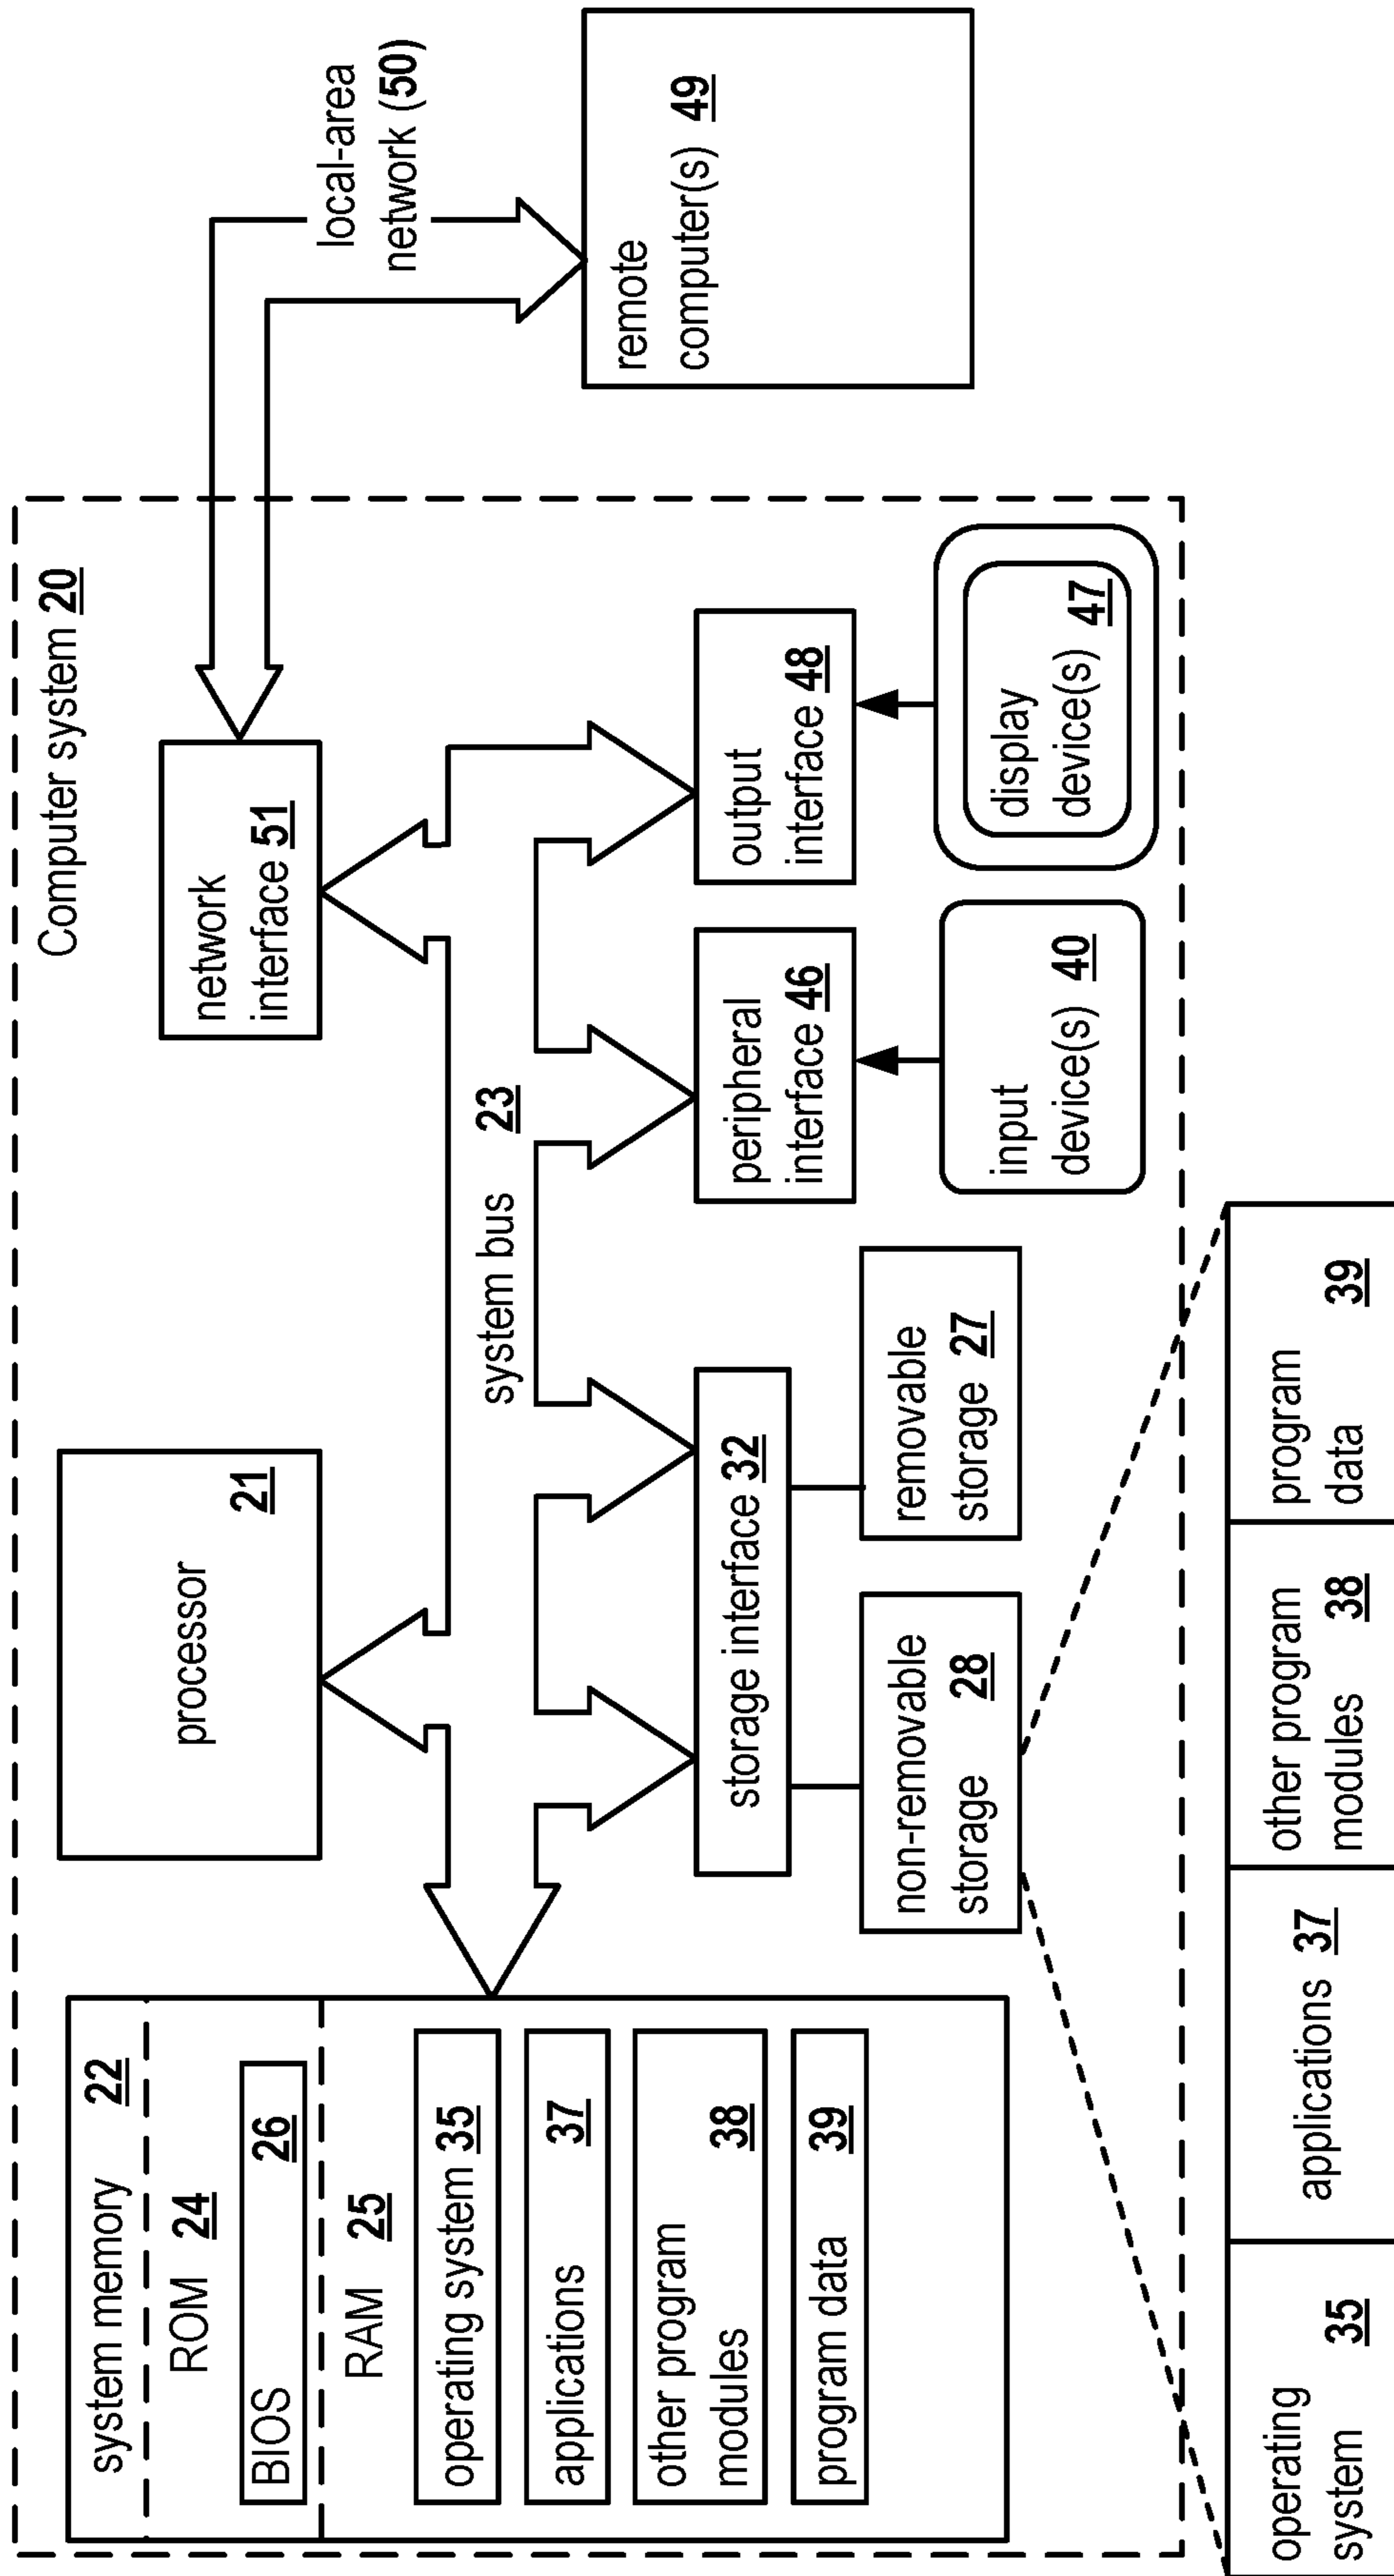 Computer system 20
system memory 22
ROM 24
BIOS 26
RAM 25
operating system 35
applications 37
other program
modules 38
program data 39
processor 21
network
interface 51
local-area
network (50)
system bus 23
storage interface 32
peripheral
interface 46
output
interface 48
remote
computer(s) 49
non-removable
storage 28
removable
storage 27
input
device(s) 40
display
device(s) 47
operating
system 35
applications 37
other program
modules 38
program
data 39